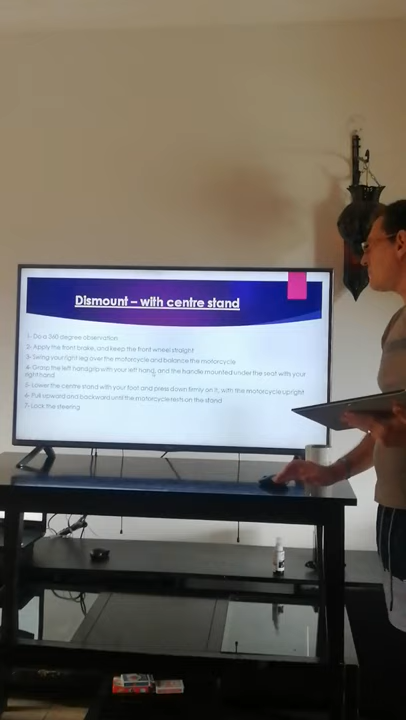 Dismount – with centre stand
1- Do a 360 degree observation
2- Apply the front brake, and keep the front wheel straight
3- Swing your right leg over the motorcycle and balance the motorcycle
4- Grasp the left handgrip with your left hand, and the handle mounted under the seat with your
right hand
5- Lower the centre stand with your foot and press down firmly on it, with the motorcycle upright
6- Pull upward and backward until the motorcycle rests on the stand
7- Lock the steering